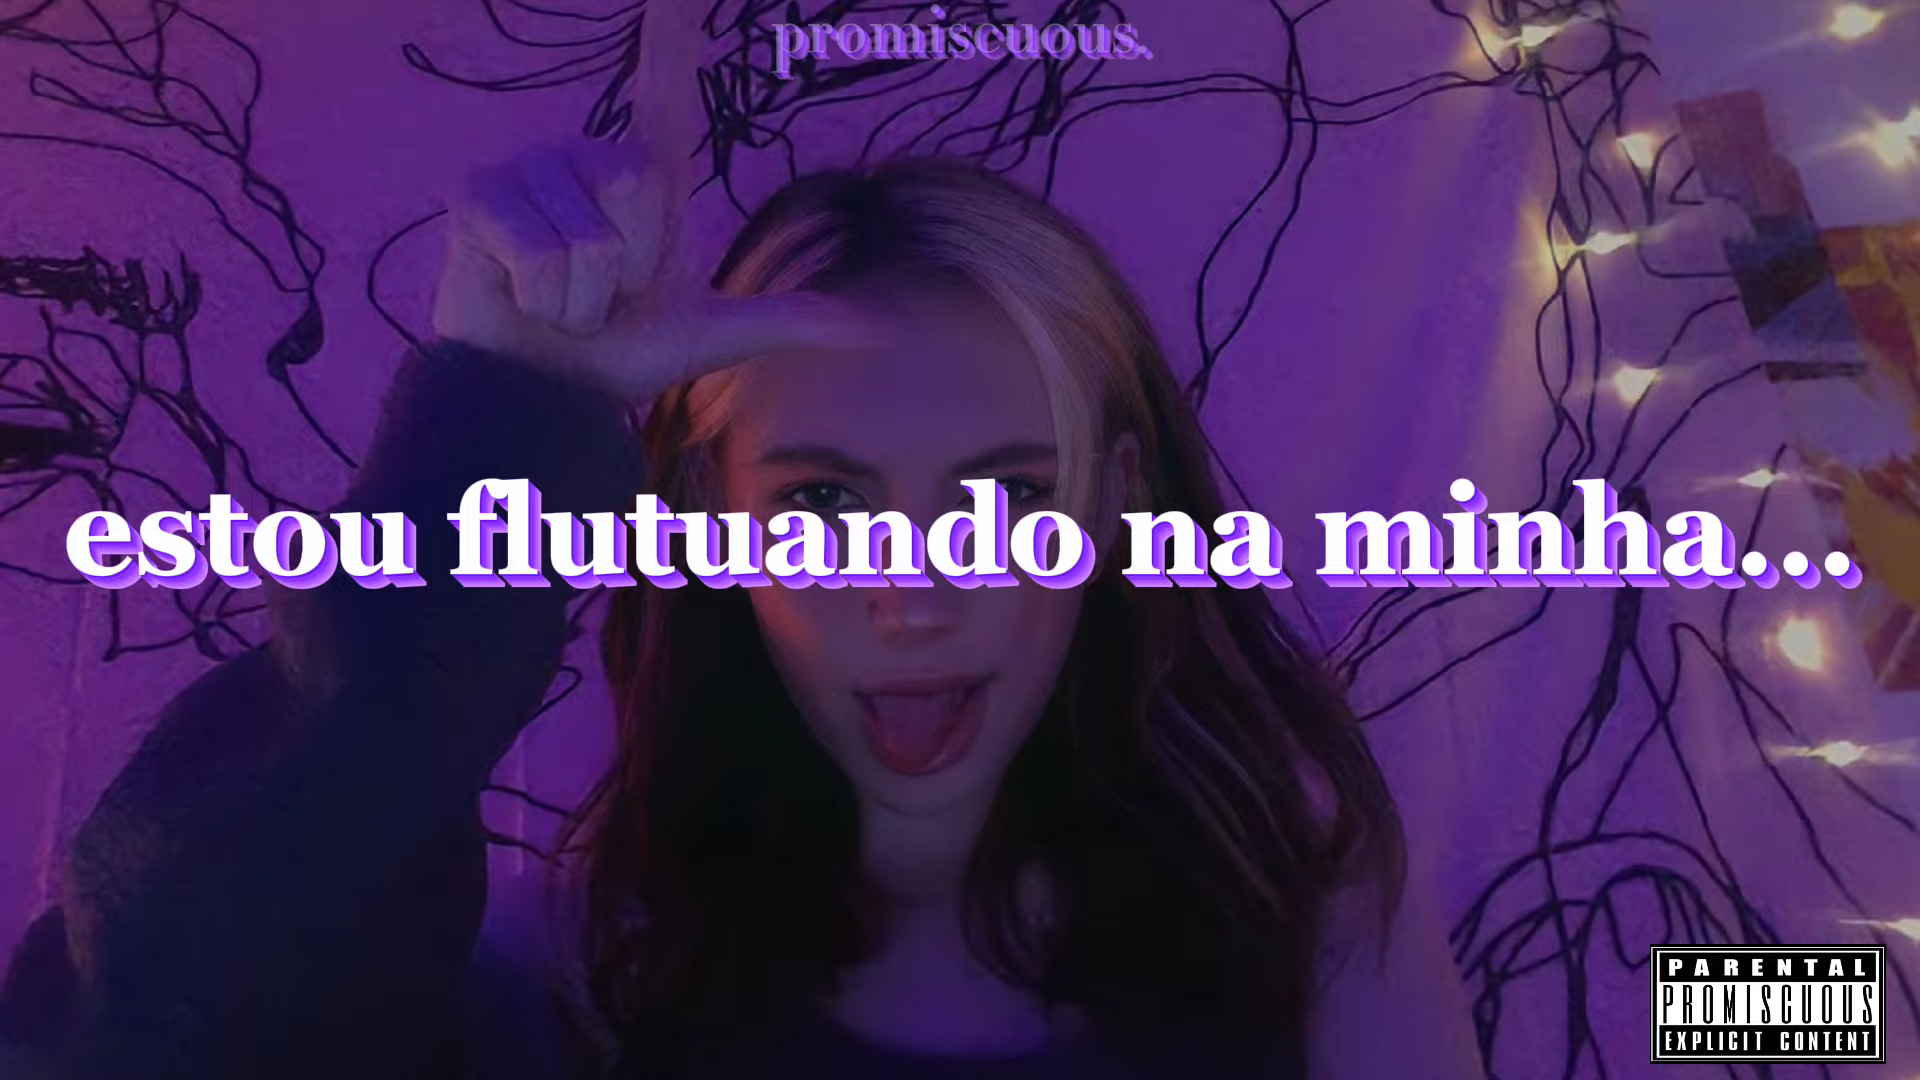 promiscuous.
estou flutuando na minha...
PARENTAL
PROMISCUOUS
EXPLICIT CONTENT